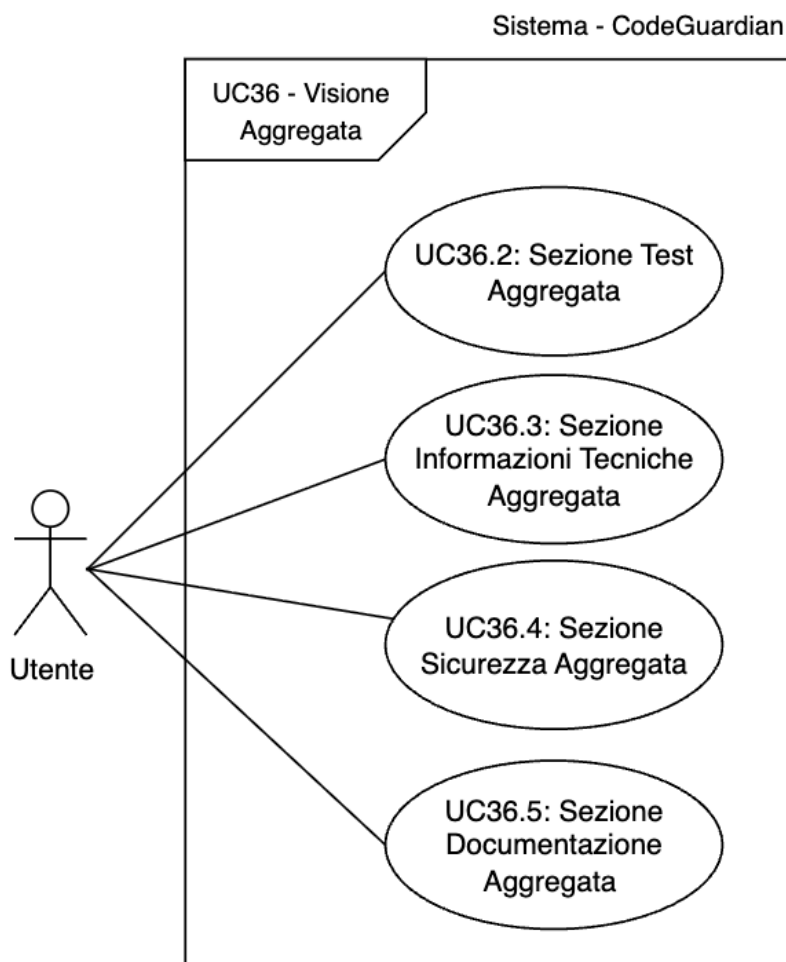 Sistema - CodeGuardian
UC36 - Visione
Aggregata
UC36.2: Sezione Test
Aggregata
UC36.3: Sezione
Informazioni Tecniche
Aggregata
UC36.4: Sezione
Sicurezza Aggregata
Utente
UC36.5: Sezione
Documentazione
Aggregata